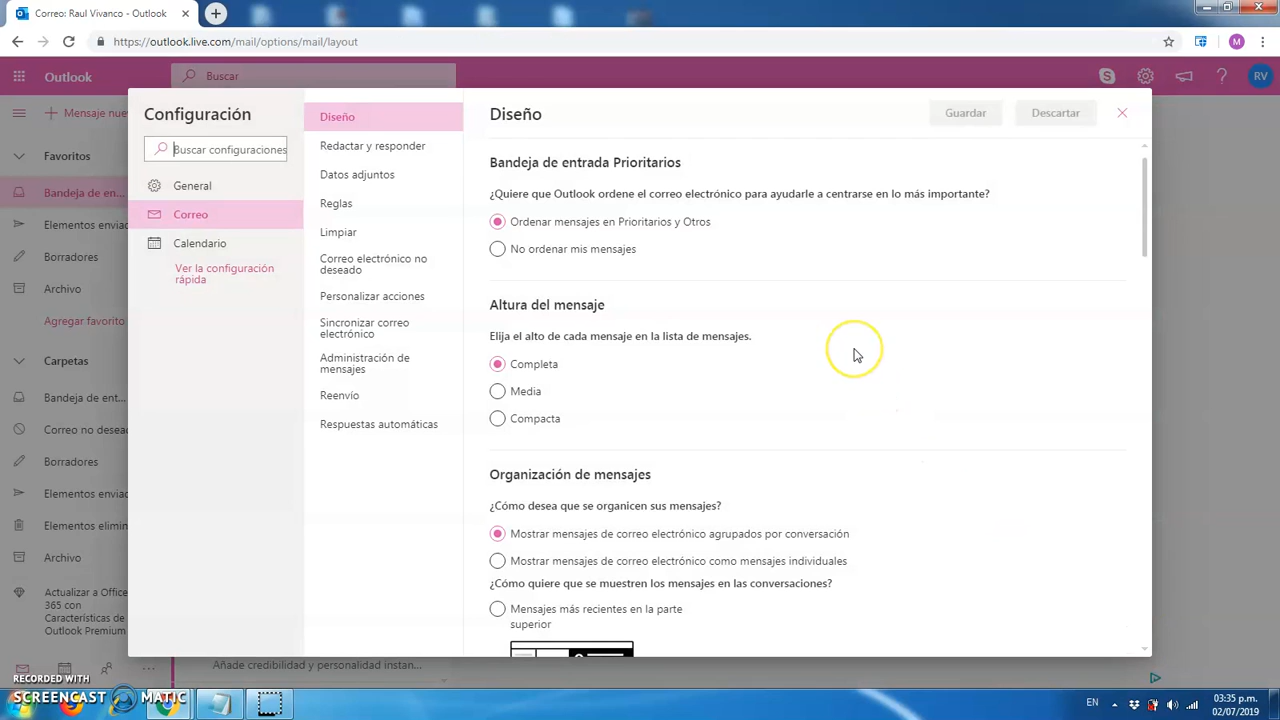 Correo: Raul Vivanco - Outlook
https://outlook.live.com/mail/options/mail/layout
M
Outlook
Buscar
RV
Mensaje nuev
Favoritos
Bandeja de en...
Elementos enviad
Borradores
Archivo
Agregar favorito
Carpetas
Bandeja de ent...
Correo no desead
Borradores
Elementos enviad
Elementos elimin
Archivo
Actualizar a Office
365 con
Características de
Outlook Premium
Configuración
Buscar configuraciones
General
Correo
Calendario
Ver la configuración
rápida
Diseño
Redactar y responder
Datos adjuntos
Reglas
Limpiar
Correo electrónico no
deseado
Personalizar acciones
Sincronizar correo
electrónico
Administración de
mensajes
Reenvío
Respuestas automáticas
Diseño
Guardar
Descartar
Bandeja de entrada Prioritarios
¿Quiere que Outlook ordene el correo electrónico para ayudarle a centrarse en lo más importante?
Ordenar mensajes en Prioritarios y Otros
No ordenar mis mensajes
Altura del mensaje
Elija el alto de cada mensaje en la lista de mensajes.
Completa
Media
Compacta
Organización de mensajes
¿Cómo desea que se organicen sus mensajes?
Mostrar mensajes de correo electrónico agrupados por conversación
Mostrar mensajes de correo electrónico como mensajes individuales
¿Cómo quiere que se muestren los mensajes en las conversaciones?
Mensajes más recientes en la parte
superior
Añade credibilidad y personalidad instan...
RECORDED WITH
SCREENCAST MATIC
EN
03:35 p.m.
02/07/2019